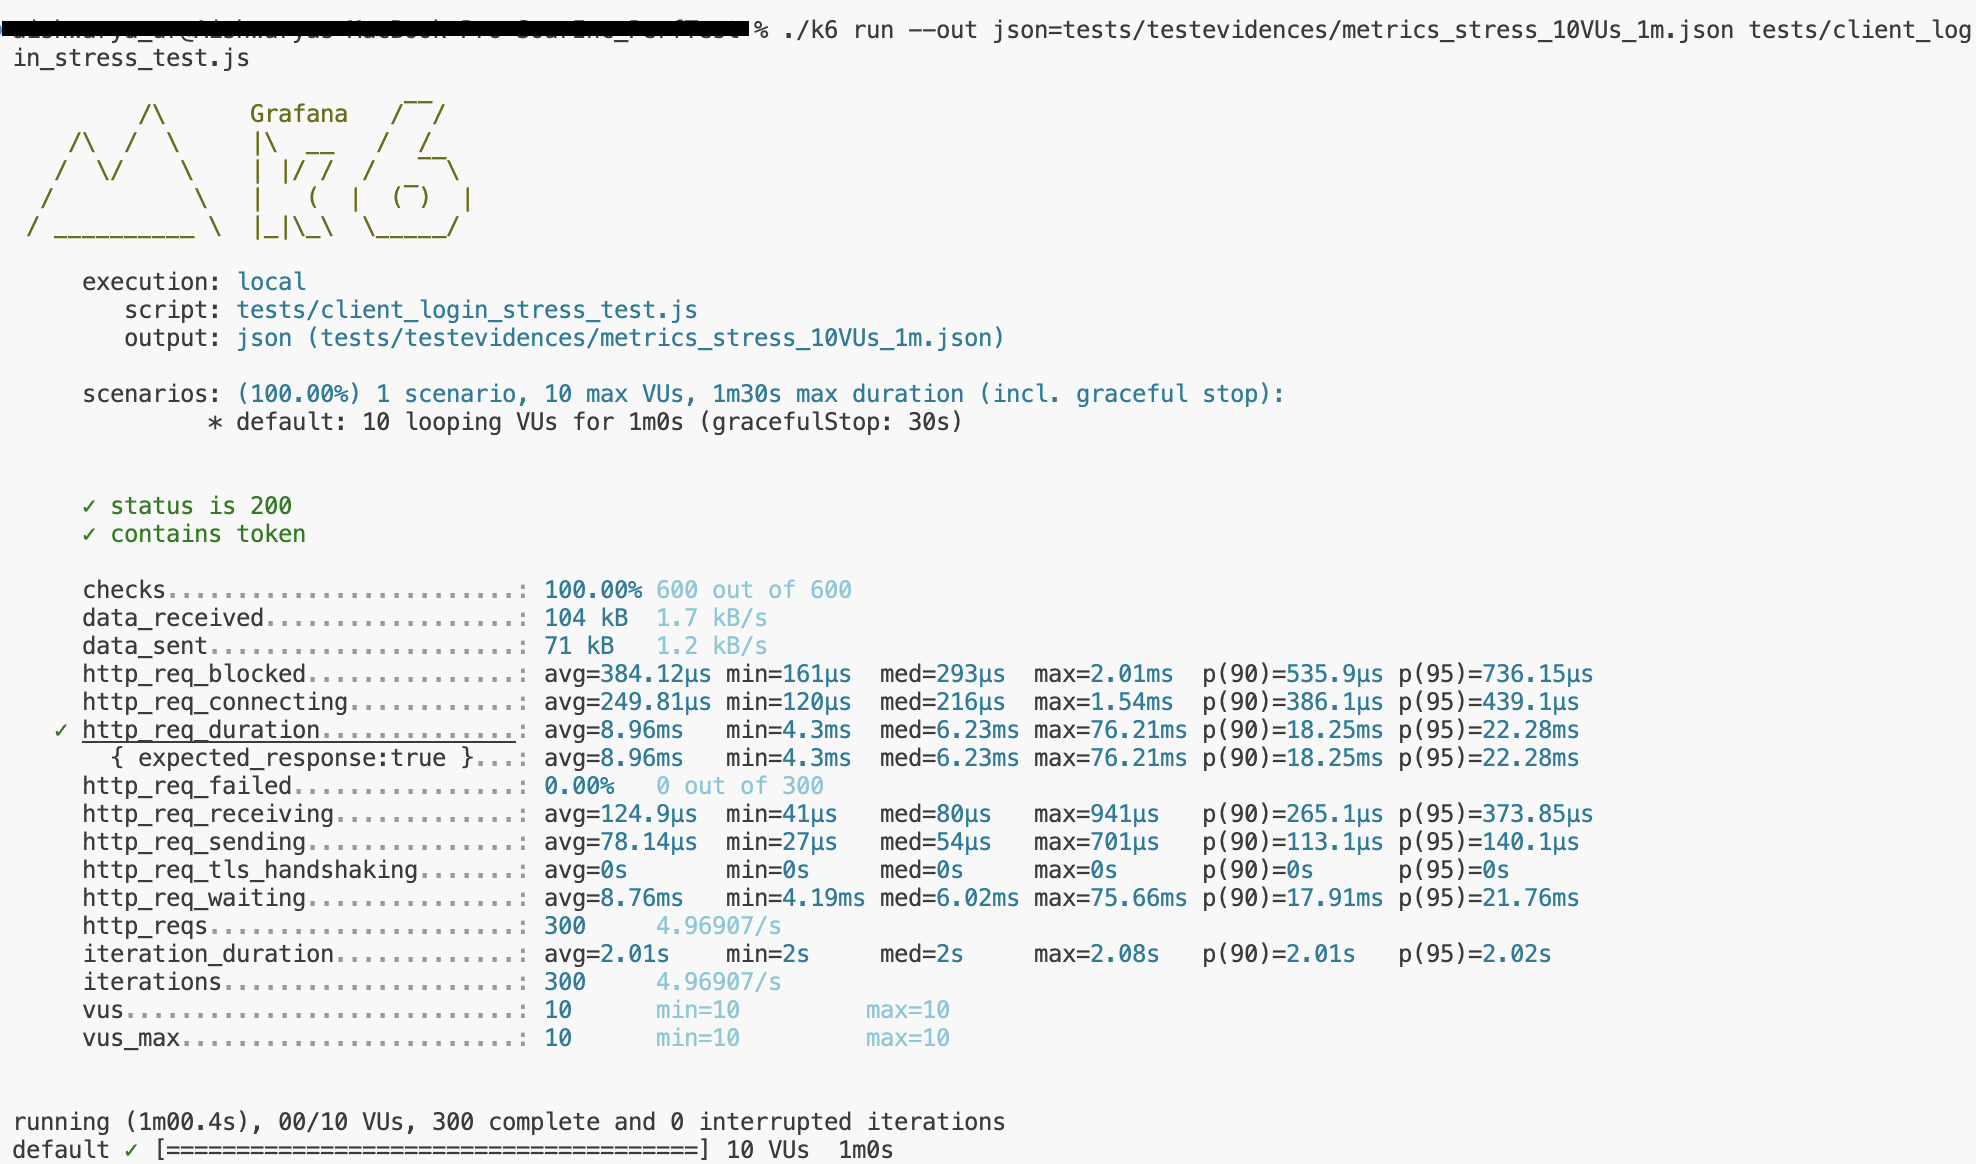 % ./k6 run --out json=tests/testevidences/metrics_stress_10VUs_1m.json tests/client_log
in_stress_test.js
Grafana
execution: local
script: tests/client_login_stress_test.js
output: json (tests/testevidences/metrics_stress_10VUs_1m.json)
scenarios: (100.00%) 1 scenario, 10 max VUs, 1m30s max duration (incl. graceful stop):
* default: 10 looping VUs for 1m0s (gracefulStop: 30s)
✓ status is 200
✓ contains token
checks.........................: 100.00% 600 out of 600
data_received..................: 104 kB 1.7 kB/s
data_sent......................: 71 kB 1.2 kB/s
http_req_blocked...............: avg=384.12µs min=161µs med=293µs max=2.01ms p(90)=535.9µs p(95)=736.15µs
http_req_connecting............: avg=249.81µs min=120µs med=216µs max=1.54ms p(90)=386.1µs p(95)=439.1µs
✓ http_req_duration..............: avg=8.96ms min=4.3ms med=6.23ms max=76.21ms p(90)=18.25ms p(95)=22.28ms
{ expected_response:true }...: avg=8.96ms min=4.3ms med=6.23ms max=76.21ms p(90)=18.25ms p(95)=22.28ms
http_req_failed................: 0.00% 0 out of 300
http_req_receiving.............: avg=124.9µs min=41µs med=80µs max=941µs p(90)=265.1µs p(95)=373.85µs
http_req_sending...............: avg=78.14µs min=27µs med=54µs max=701µs p(90)=113.1µs p(95)=140.1µs
http_req_tls_handshaking.......: avg=0s min=0s med=0s max=0s p(90)=0s p(95)=0s
http_req_waiting...............: avg=8.76ms min=4.19ms med=6.02ms max=75.66ms p(90)=17.91ms p(95)=21.76ms
http_reqs......................: 300 4.96907/s
iteration_duration.............: avg=2.01s min=2s med=2s max=2.08s p(90)=2.01s p(95)=2.02s
iterations.....................: 300 4.96907/s
vus............................: 10 min=10 max=10
vus_max........................: 10 min=10 max=10
running (1m00.4s), 00/10 VUs, 300 complete and 0 interrupted iterations
default ✓ [======================================] 10 VUs 1m0s